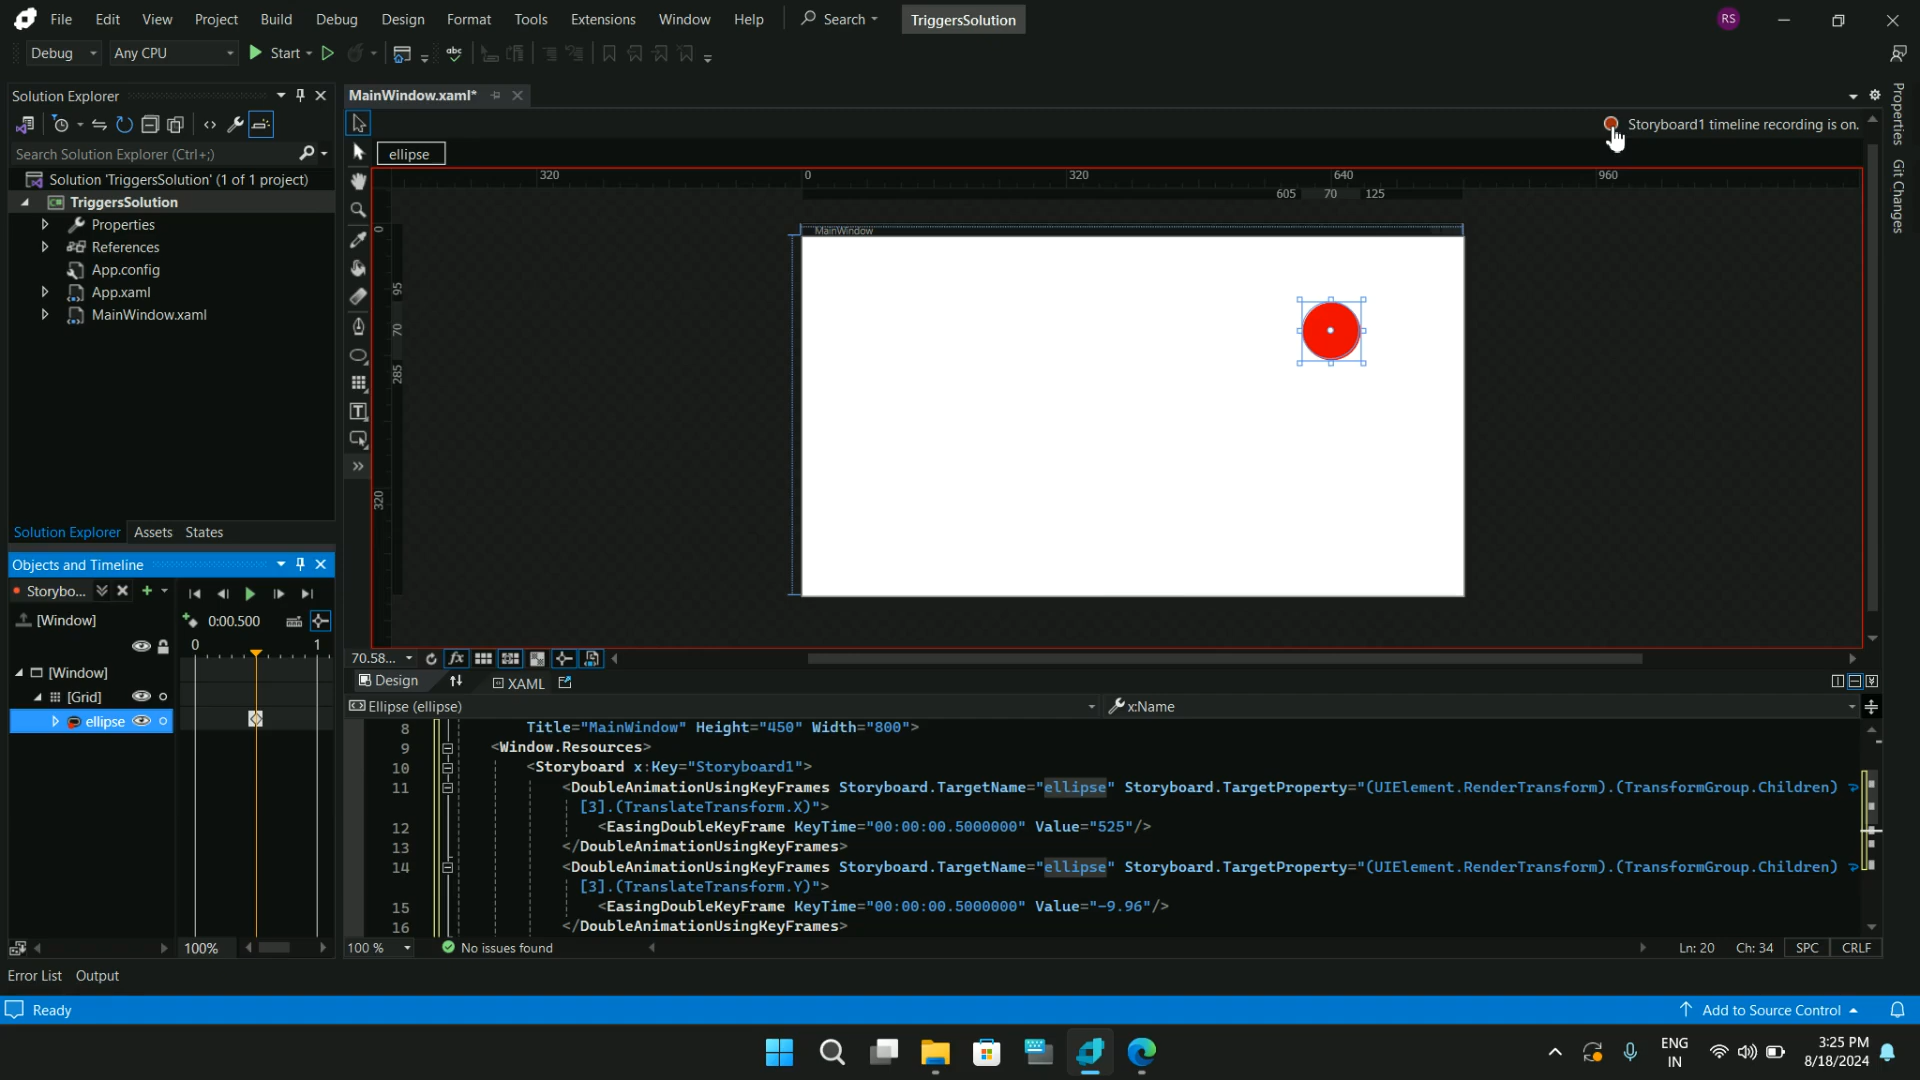 File Edit View Project Build Debug Design Format Tools Extensions Window Help Search TriggersSolution RS
Debug Any CPU Start
Solution Explorer
Search Solution Explorer (Ctrl+;)
Solution 'TriggersSolution' (1 of 1 project)
TriggersSolution
Properties
References
App.config
App.xaml
MainWindow.xaml
Solution Explorer Assets States
Objects and Timeline
Storybo...
0:00.500
[Window]
0 1
[Window]
[Grid]
ellipse
100%
MainWindow.xaml*
Storyboard1 timeline recording is on.
ellipse
320 0 320 640 960
605 70 125
0
95
70
285
320
MainWindow
70.58...
fx
Design XAML
Ellipse (ellipse) x:Name
8 Title="MainWindow" Height="450" Width="800">
9 <Window.Resources>
10 <Storyboard x:Key="Storyboard1">
11 <DoubleAnimationUsingKeyFrames Storyboard.TargetName="ellipse" Storyboard.TargetProperty="(UIElement.RenderTransform).(TransformGroup.Children)
[3].(TranslateTransform.X)">
12 <EasingDoubleKeyFrame KeyTime="00:00:00.5000000" Value="525"/>
13 </DoubleAnimationUsingKeyFrames>
14 <DoubleAnimationUsingKeyFrames Storyboard.TargetName="ellipse" Storyboard.TargetProperty="(UIElement.RenderTransform).(TransformGroup.Children)
[3].(TranslateTransform.Y)">
15 <EasingDoubleKeyFrame KeyTime="00:00:00.5000000" Value="-9.96"/>
16 </DoubleAnimationUsingKeyFrames>
100 % No issues found Ln: 20 Ch: 34 SPC CRLF
Properties
Git Changes
Error List Output
Ready Add to Source Control
ENG
IN
3:25 PM
8/18/2024